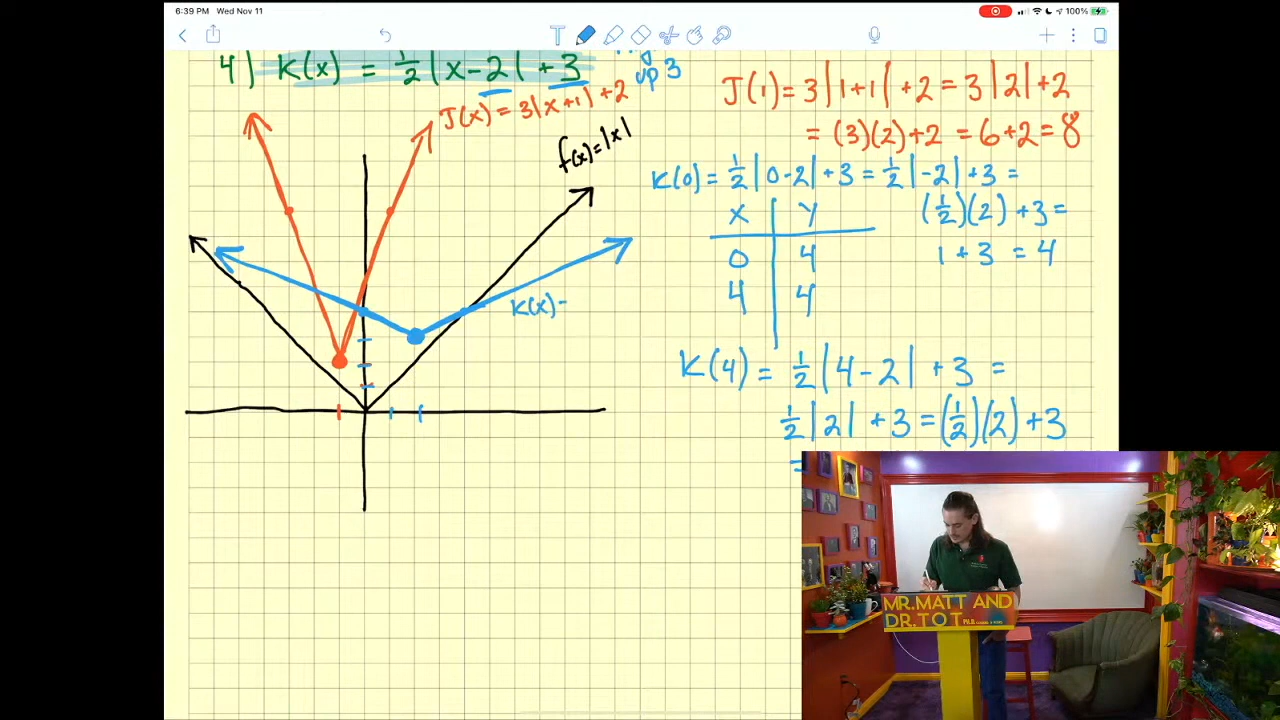 6:39 PM Wed Nov 11
100%
4) K(x) = ½|x-2| + 3
up 3
J(x) = 3|x+1| + 2
f(x)=|x|
K(x) =
J(1) = 3|1+1| + 2 = 3|2| + 2
= (3)(2) + 2 = 6+2 = 8
K(0) = ½|0-2| + 3 = ½|-2| + 3 =
(½)(2) + 3 =
1 + 3 = 4
X Y
0 4
4 4
K(4) = ½|4-2| + 3 =
½|2| + 3 = (½)(2) + 3
=
MR.MATT AND
DR.TOT